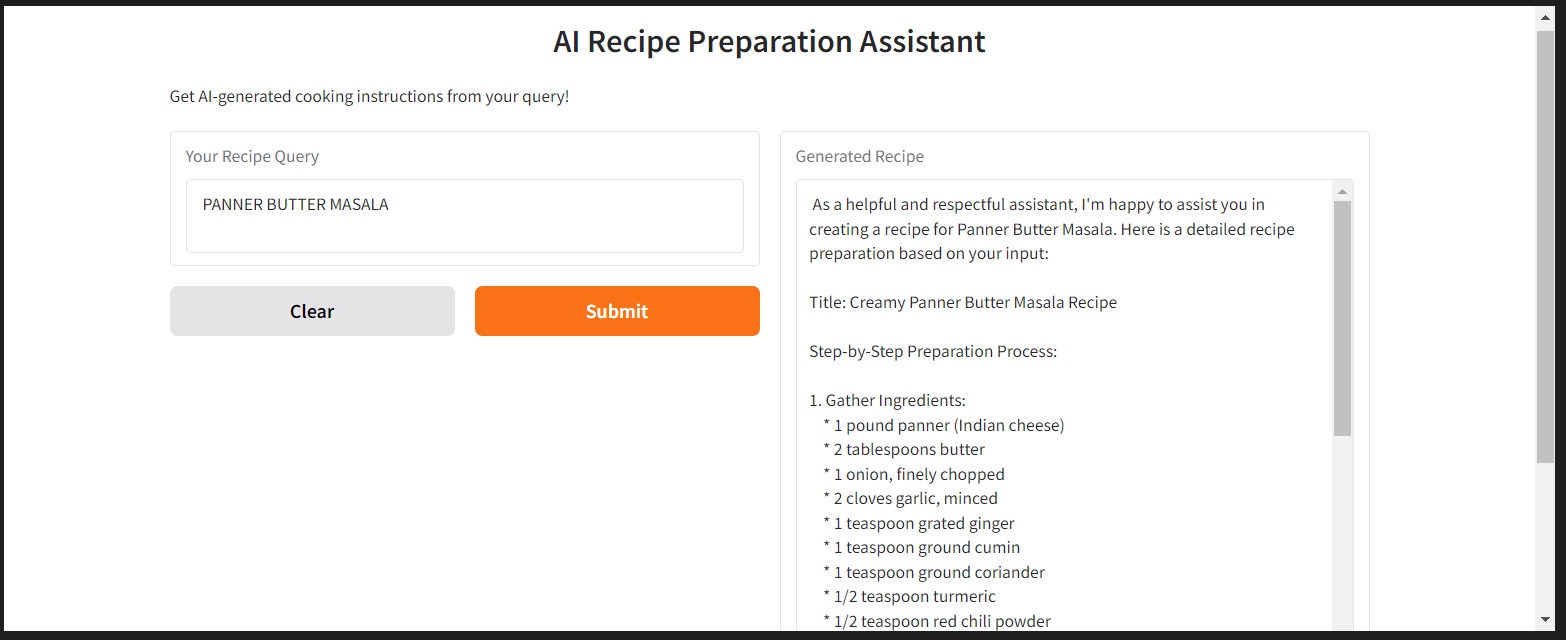 AI Recipe Preparation Assistant
Get AI-generated cooking instructions from your query!
Your Recipe Query
PANNER BUTTER MASALA
Clear
Submit
Generated Recipe
As a helpful and respectful assistant, I'm happy to assist you in
creating a recipe for Panner Butter Masala. Here is a detailed recipe
preparation based on your input:
Title: Creamy Panner Butter Masala Recipe
Step-by-Step Preparation Process:
1. Gather Ingredients:
* 1 pound panner (Indian cheese)
* 2 tablespoons butter
* 1 onion, finely chopped
* 2 cloves garlic, minced
* 1 teaspoon grated ginger
* 1 teaspoon ground cumin
* 1 teaspoon ground coriander
* 1/2 teaspoon turmeric
* 1/2 teaspoon red chili powder